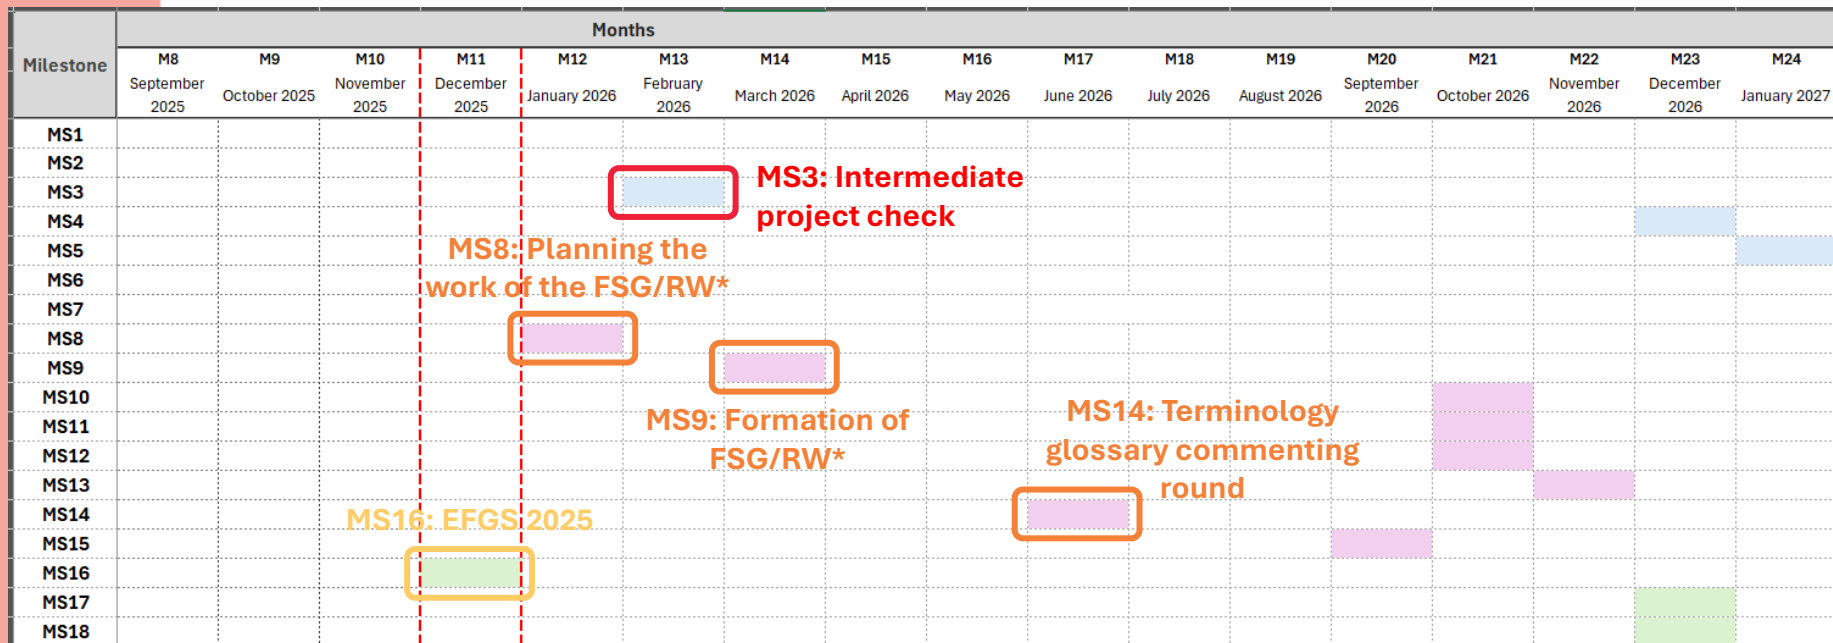 Milestone
Months
M8 M9 M10 M11 M12 M13 M14 M15 M16 M17 M18 M19 M20 M21 M22 M23 M24
September 2025 October 2025 November 2025 December 2025 January 2026 February 2026 March 2026 April 2026 May 2026 June 2026 July 2026 August 2026 September 2026 October 2026 November 2026 December 2026 January 2027
MS1
MS2
MS3
MS3: Intermediate
project check
MS4
MS5
MS8: Planning the
work of the FSG/RW*
MS6
MS7
MS8
MS9
MS10
MS9: Formation of
FSG/RW*
MS14: Terminology
glossary commenting
round
MS11
MS12
MS13
MS14
MS16: EFGS 2025
MS15
MS16
MS17
MS18